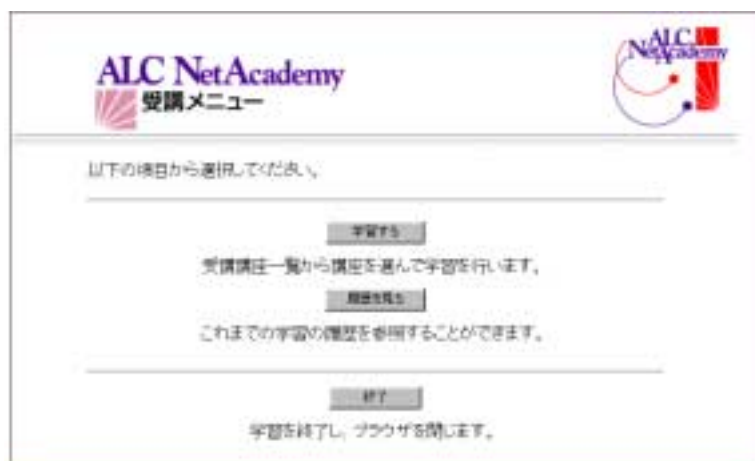 ALC NetAcademy
受講メニュー
ALC
NetAcademy
以下の項目から選択してください。
学習する
受講講座一覧から講座を選んで学習を行います。
履歴を見る
これまでの学習の履歴を参照することができます。
終了
学習を終了し、ブラウザを閉じます。